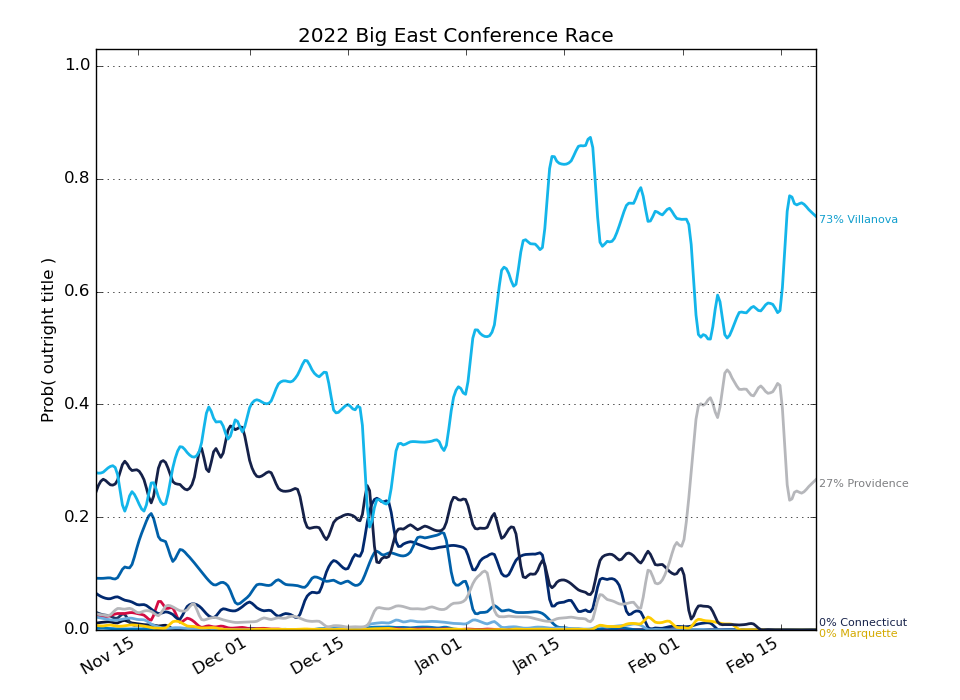 2022 Big East Conference Race
Prob( outright title )
1.0
0.8
0.6
0.4
0.2
0.0
73% Villanova
27% Providence
0% Connecticut
0% Marquette
Nov 15
Dec 01
Dec 15
Jan 01
Jan 15
Feb 01
Feb 15